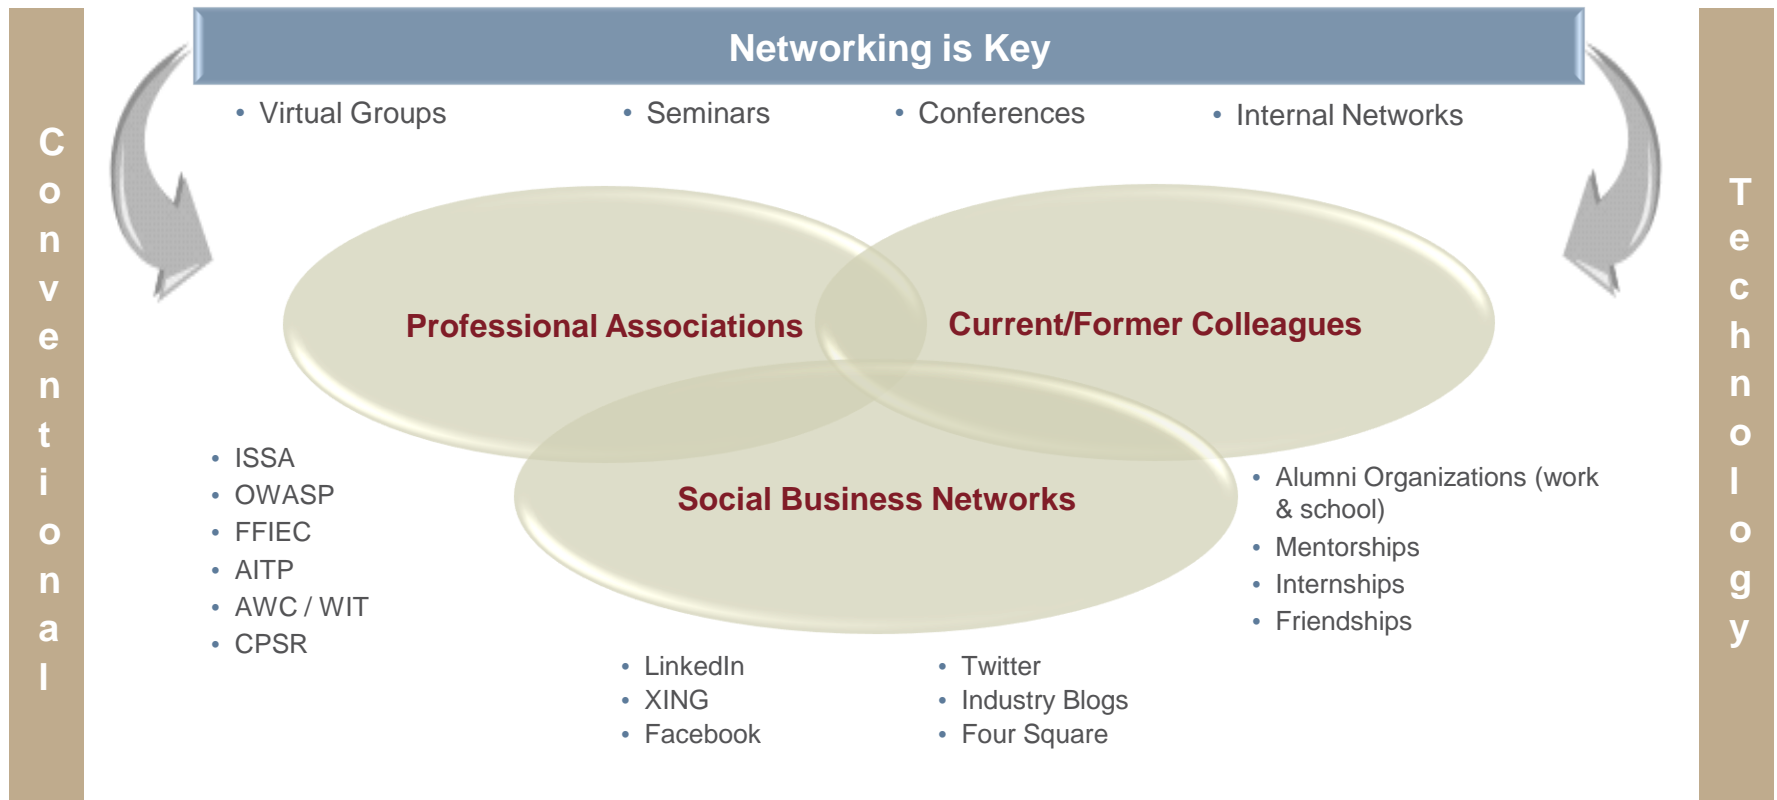 Networking is Key
• Virtual Groups
• Seminars
• Conferences
• Internal Networks
Conventional
Technology
Professional Associations
Current/Former Colleagues
Social Business Networks
• ISSA
• OWASP
• FFIEC
• AITP
• AWC / WIT
• CPSR
• Alumni Organizations (work
& school)
• Mentorships
• Internships
• Friendships
• LinkedIn
• XING
• Facebook
• Twitter
• Industry Blogs
• Four Square